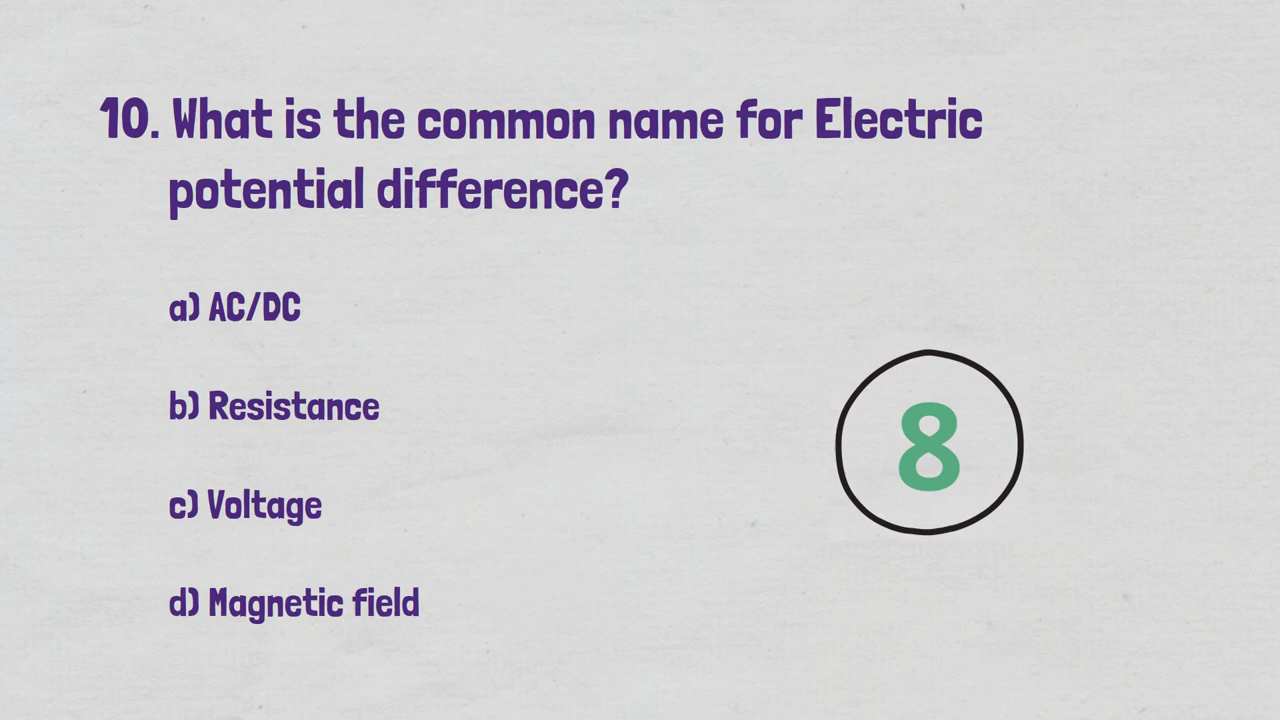 10. What is the common name for Electric
potential difference?
a) AC/DC
b) Resistance
8
c) Voltage
d) Magnetic field